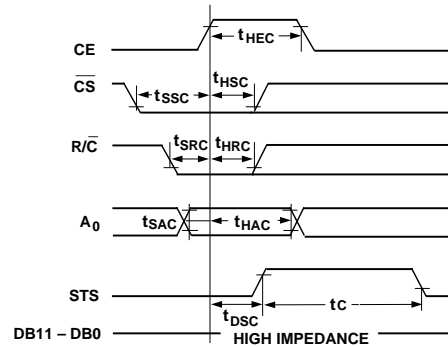 CE
tHEC
CS
tSSC
tHSC
R/C
tSRC
tHRC
A0
tSAC
tHAC
STS
tDSC
tC
DB11 – DB0
HIGH IMPEDANCE